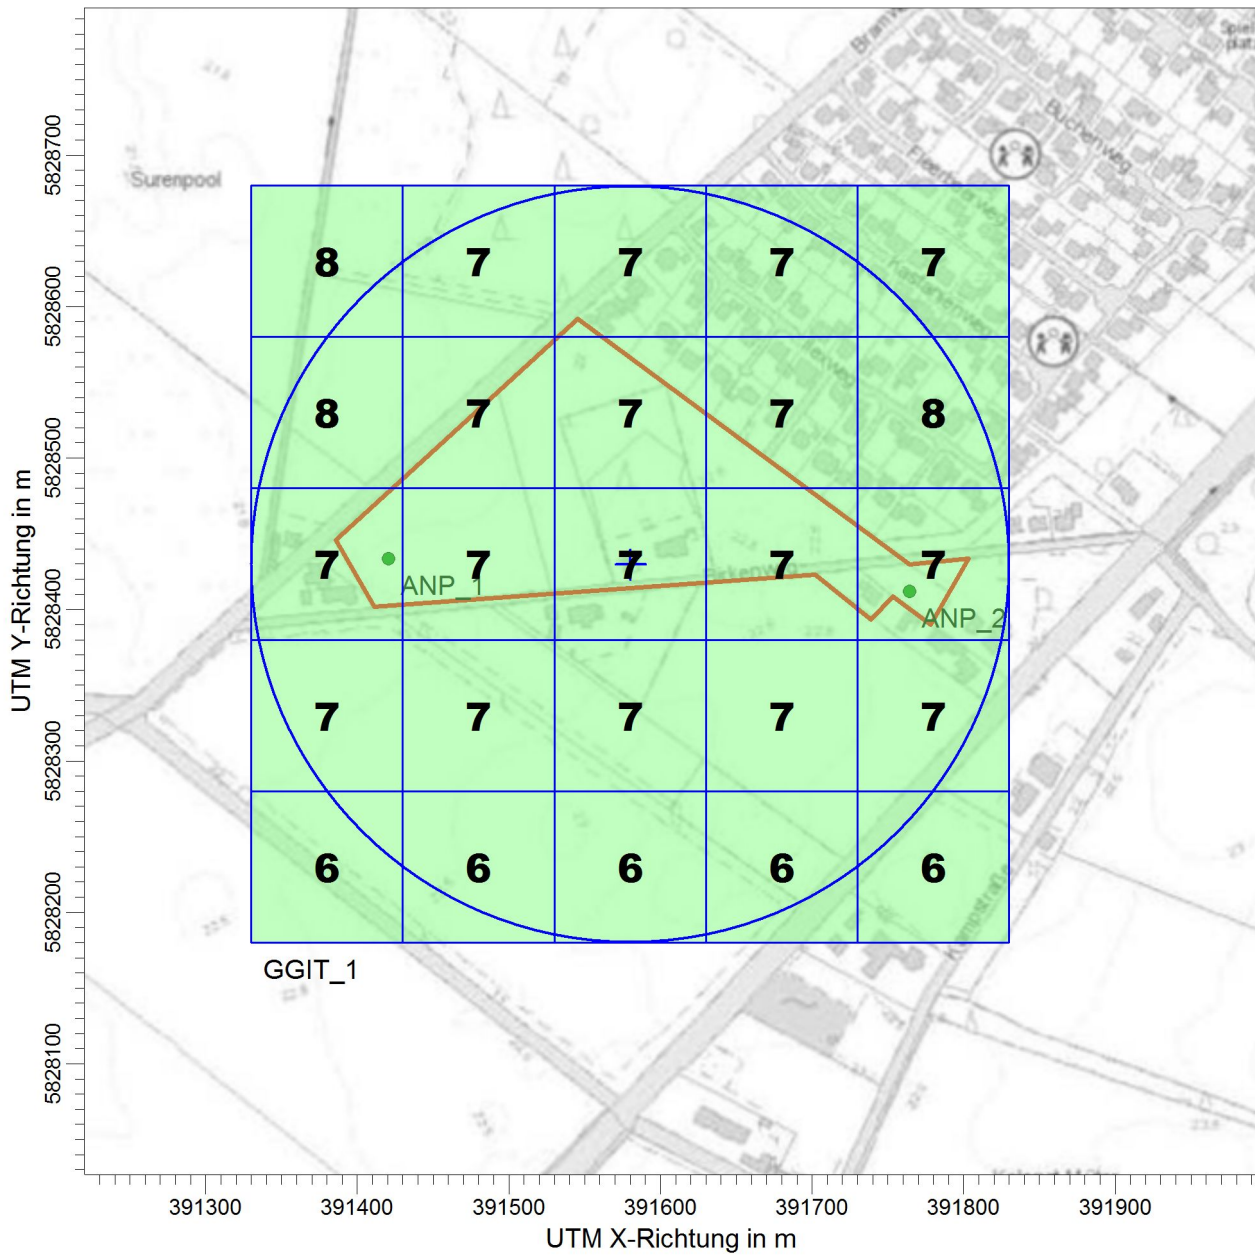 Buchenweg
Surenpool
5828700
8 7 7 7 7
5828600
8 7 7 7 8
5828500
7 7 7 7 7
ANP_1
Birkenweg
ANP_2
5828400
7 7 7 7 7
5828300
6 6 6 6 6
5828200
Kampstraße
GGIT_1
5828100
UTM Y-Richtung in m
391300 391400 391500 391600 391700 391800 391900
UTM X-Richtung in m